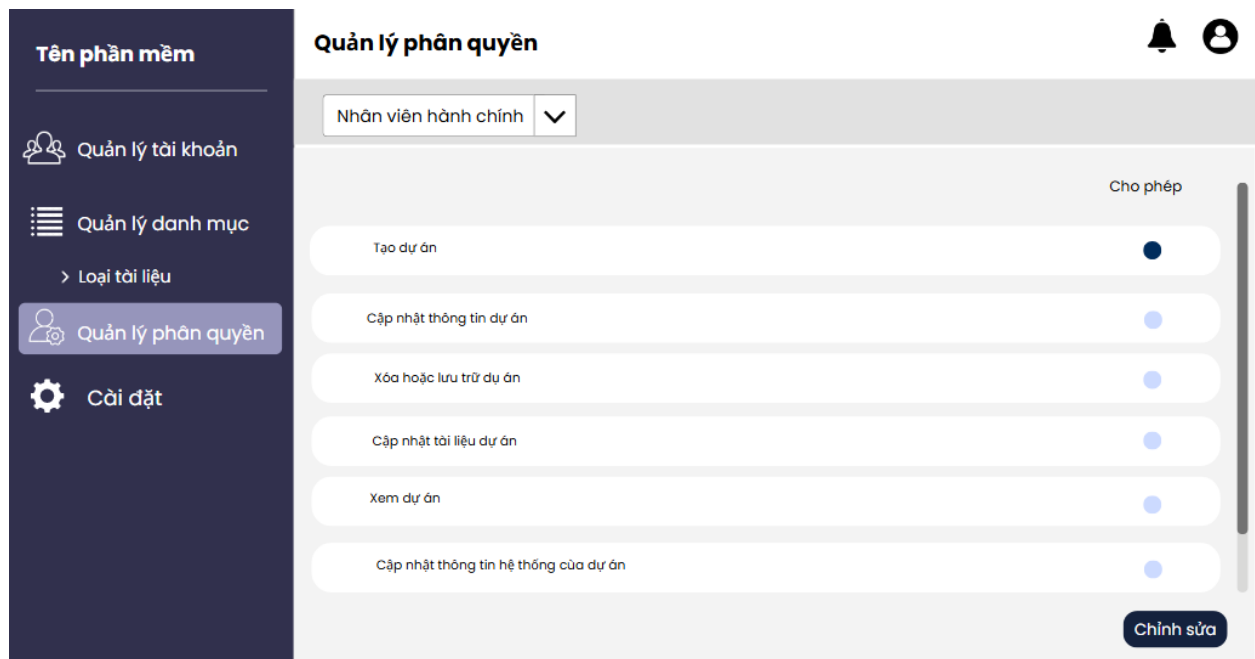 Tên phần mềm
Quản lý tài khoản
Quản lý danh mục
> Loại tài liệu
Quản lý phân quyền
Cài đặt
Quản lý phân quyền
Nhân viên hành chính
Cho phép
Tạo dự án
Cập nhật thông tin dự án
Xóa hoặc lưu trữ dụ án
Cập nhật tài liệu dự án
Xem dự án
Cập nhật thông tin hệ thống cùa dự án
Chỉnh sửa